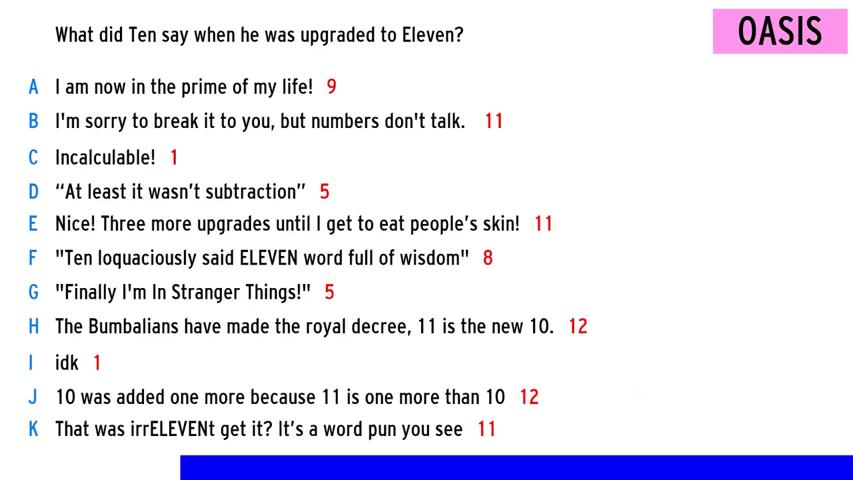 What did Ten say when he was upgraded to Eleven?
OASIS
A I am now in the prime of my life! 9
B I'm sorry to break it to you, but numbers don't talk. 11
C Incalculable! 1
D “At least it wasn’t subtraction” 5
E Nice! Three more upgrades until I get to eat people’s skin! 11
F "Ten loquaciously said ELEVEN word full of wisdom" 8
G "Finally I'm In Stranger Things!" 5
H The Bumbalians have made the royal decree, 11 is the new 10. 12
I idk 1
J 10 was added one more because 11 is one more than 10 12
K That was irrELEVENt get it? It’s a word pun you see 11